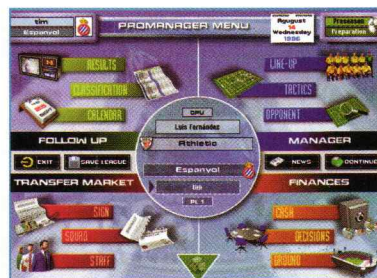 tim
Espanyol
PROMANAGER MENU
August
14
Wednesday
1996
Preseason
Preparation
RESULTS
CLASSIFICATION
CALENDAR
LINE-UP
TACTICS
OPPONENT
CPU
Luis Fernández
Athletic
FOLLOW UP
MANAGER
EXIT
SAVE LEAGUE
Espanyol
tim
PL 1
NEWS
CONTINUE
TRANSFER MARKET
FINANCES
SIGN
SQUAD
STAFF
CASH
DECISIONS
GROUND